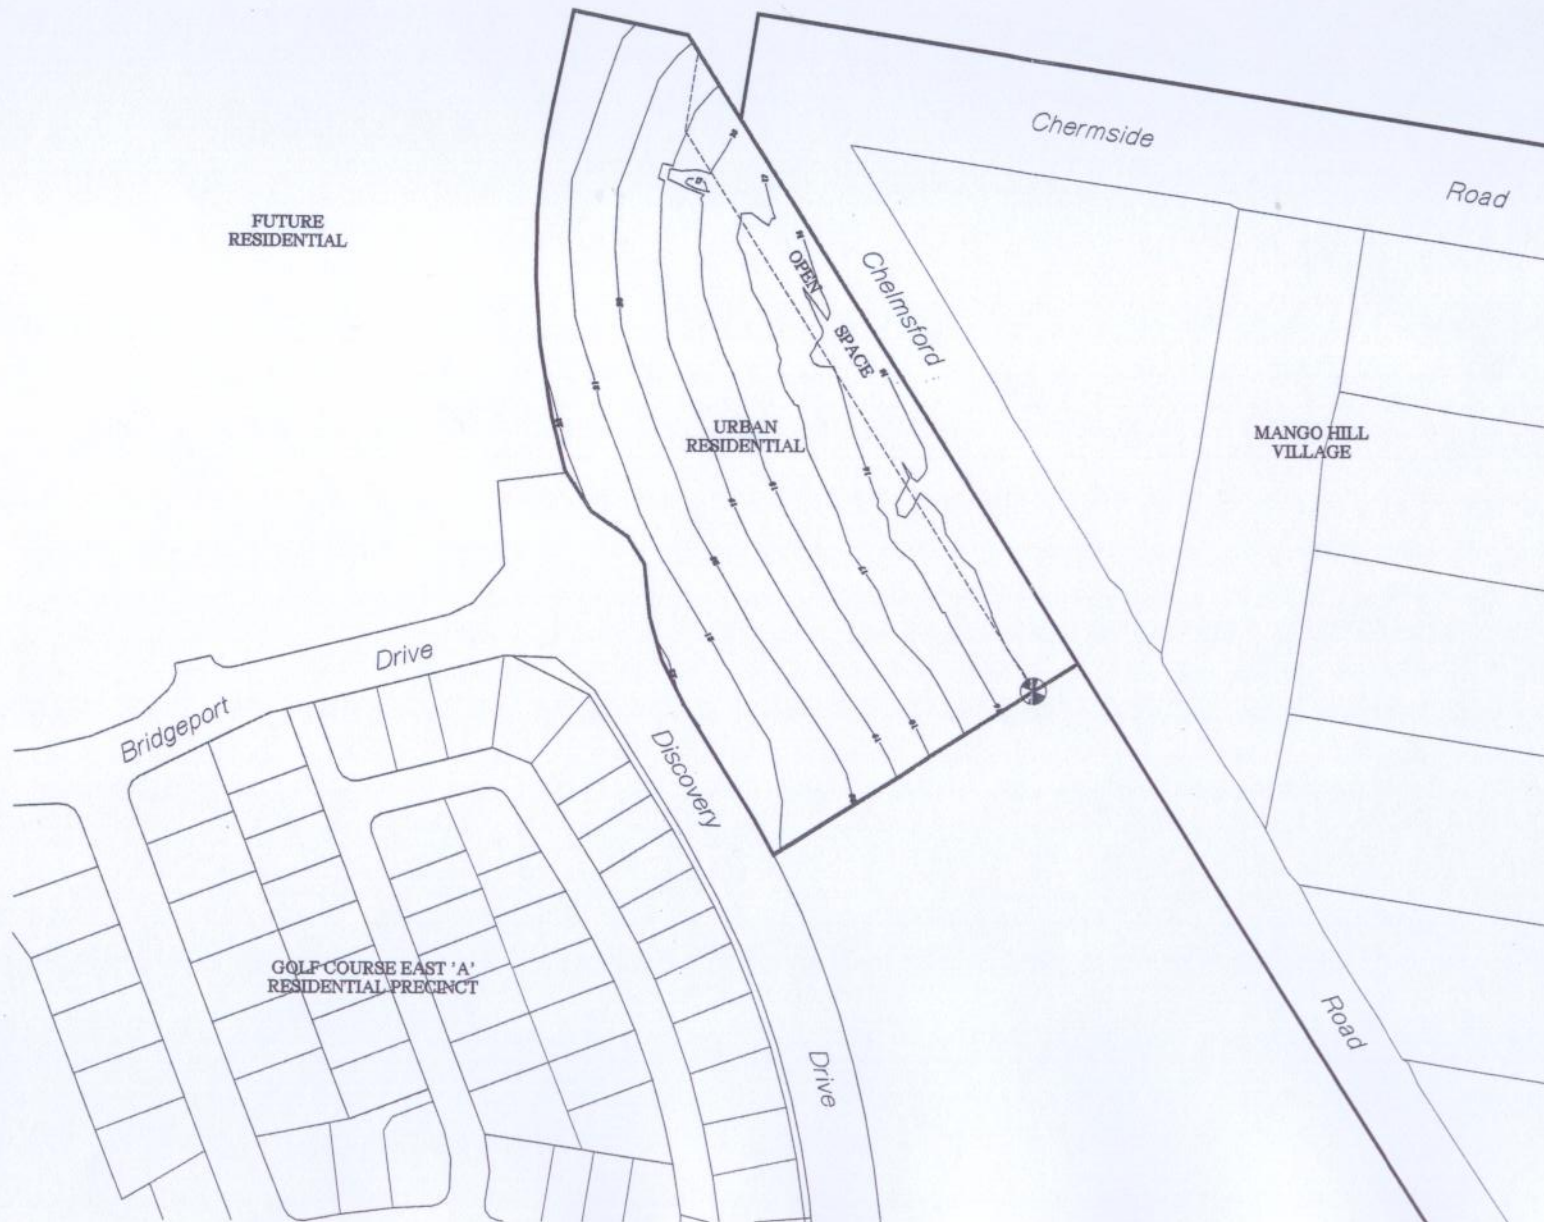 Chermside
Road
FUTURE
RESIDENTIAL
Chelmsford
OPEN
SPACE
URBAN
RESIDENTIAL
MANGO HILL
VILLAGE
Drive
Bridgeport
Discovery
GOLF COURSE EAST 'A'
RESIDENTIAL PRECINCT
Road
Drive